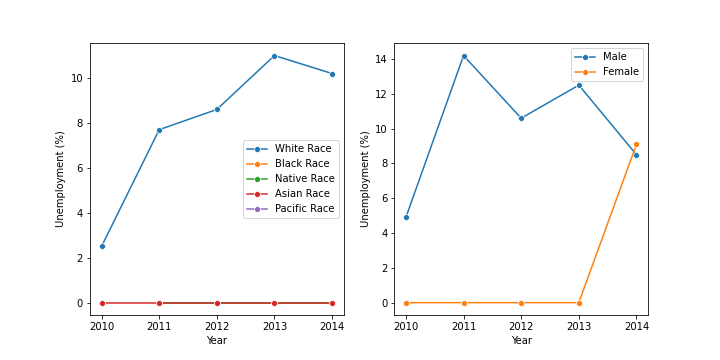 Unemployment (%)
10
8
6
4
2
0
White Race
Black Race
Native Race
Asian Race
Pacific Race
2010 2011 2012 2013 2014
Year
Unemployment (%)
14
12
10
8
6
4
2
0
Male
Female
2010 2011 2012 2013 2014
Year